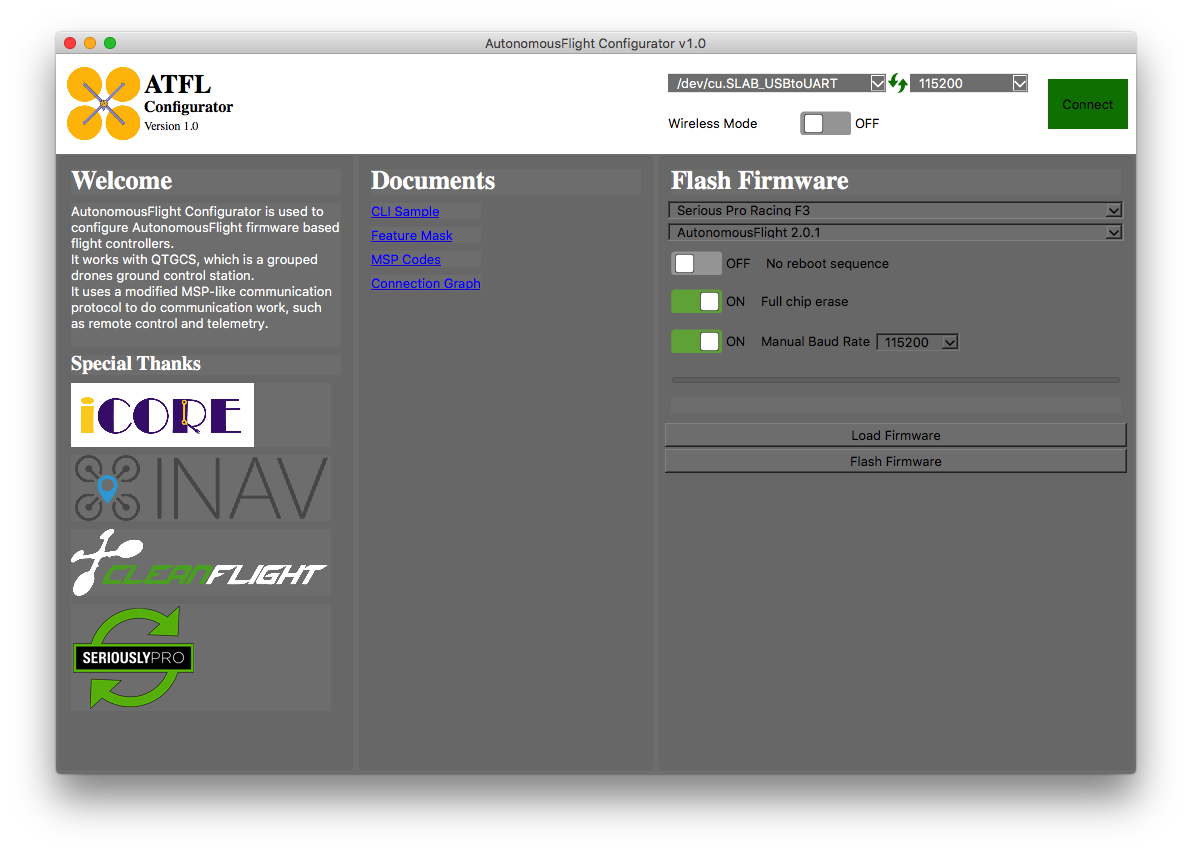 AutonomousFlight Configurator v1.0
ATFL
Configurator
Version 1.0
/dev/cu.SLAB_USBtoUART
115200
Connect
Wireless Mode
OFF
Welcome
AutonomousFlight Configurator is used to
configure AutonomousFlight firmware based
flight controllers.
It works with QTGCS, which is a grouped
drones ground control station.
It uses a modified MSP-like communication
protocol to do communication work, such
as remote control and telemetry.
Special Thanks
iCORE
INAV
CLEANFLIGHT
SERIOUSLYPRO
Documents
CLI Sample
Feature Mask
MSP Codes
Connection Graph
Flash Firmware
Serious Pro Racing F3
AutonomousFlight 2.0.1
OFF No reboot sequence
ON Full chip erase
ON Manual Baud Rate 115200
Load Firmware
Flash Firmware